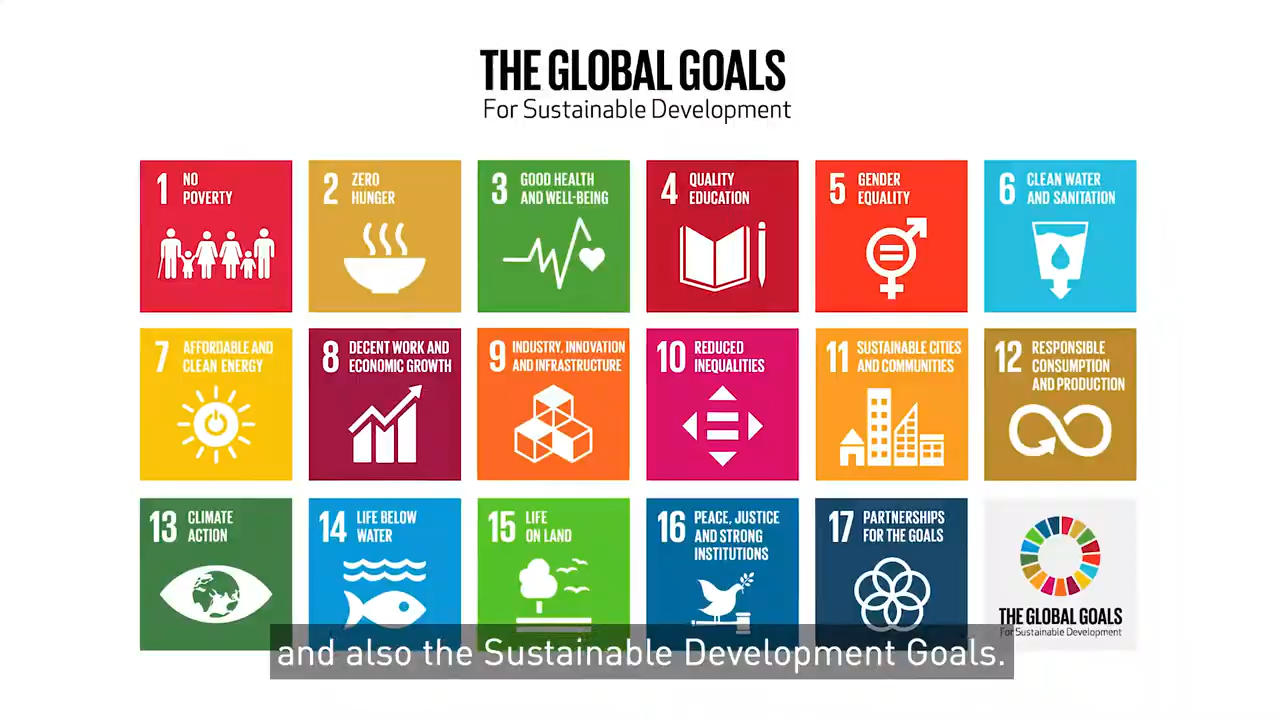 THE GLOBAL GOALS
For Sustainable Development
1 NO
POVERTY
2 ZERO
HUNGER
3 GOOD HEALTH
AND WELL-BEING
4 QUALITY
EDUCATION
5 GENDER
EQUALITY
6 CLEAN WATER
AND SANITATION
7 AFFORDABLE AND
CLEAN ENERGY
8 DECENT WORK AND
ECONOMIC GROWTH
9 INDUSTRY, INNOVATION
AND INFRASTRUCTURE
10 REDUCED
INEQUALITIES
11 SUSTAINABLE CITIES
AND COMMUNITIES
12 RESPONSIBLE
CONSUMPTION
AND PRODUCTION
13 CLIMATE
ACTION
14 LIFE BELOW
WATER
15 LIFE
ON LAND
16 PEACE, JUSTICE
AND STRONG
INSTITUTIONS
17 PARTNERSHIPS
FOR THE GOALS
THE GLOBAL GOALS
For Sustainable Development
and also the Sustainable Development Goals.